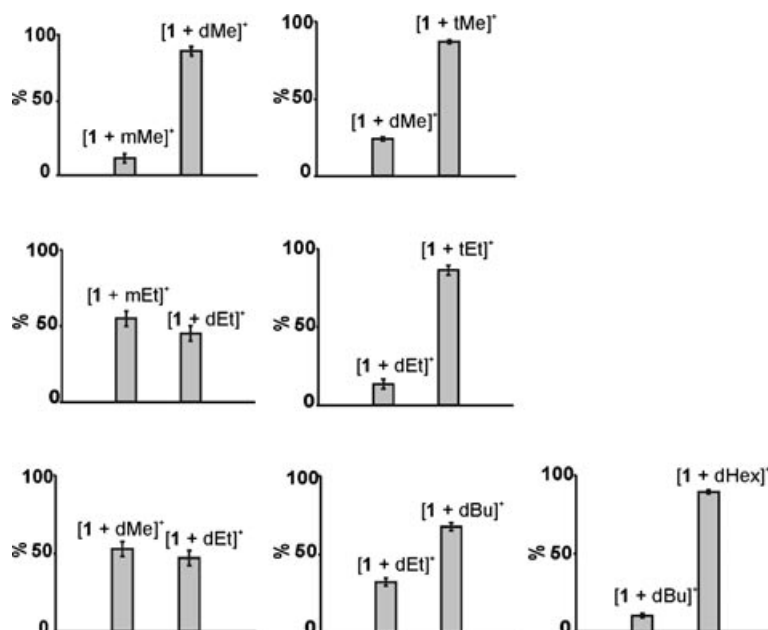 100
[1 + dMe]+
%
50
[1 + mMe]+
0
100
[1 + tMe]+
%
50
[1 + dMe]+
0
100
[1 + mEt]+
%
50
[1 + dEt]+
0
100
[1 + tEt]+
%
50
[1 + dEt]+
0
100
[1 + dMe]+
%
50
[1 + dEt]+
0
100
[1 + dBu]+
%
50
[1 + dEt]+
0
100
[1 + dHex]+
%
50
[1 + dBu]+
0